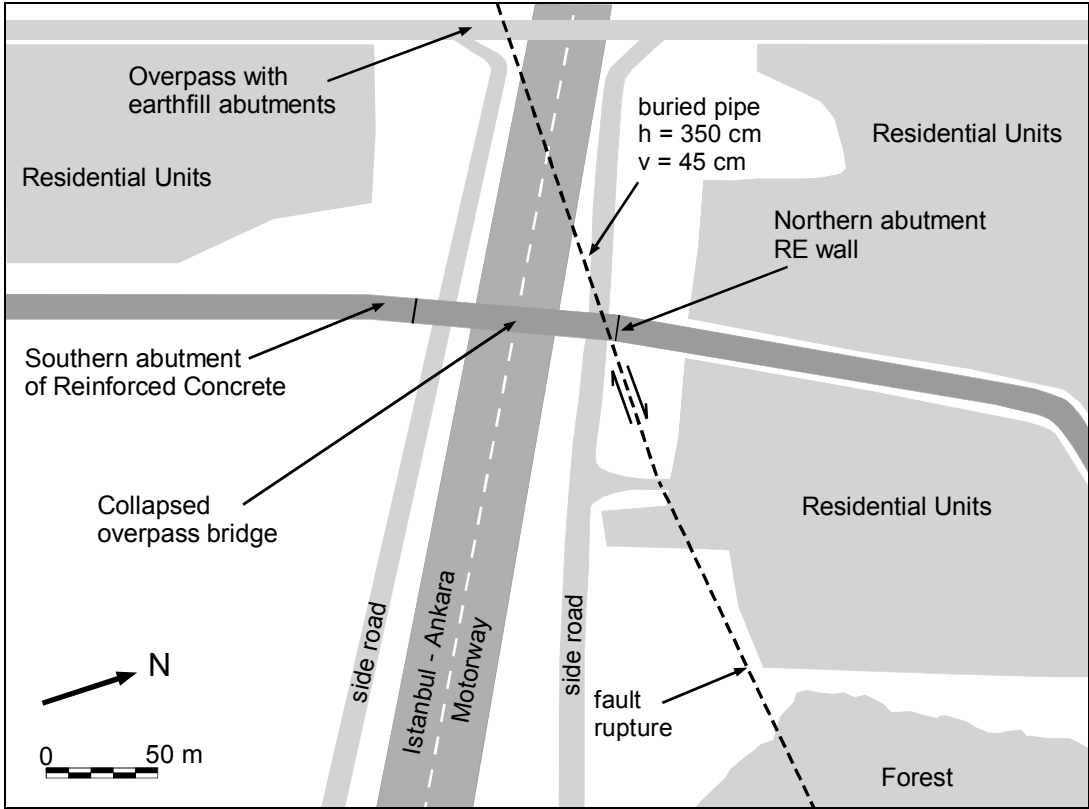 Overpass with
earthfill abutments
buried pipe
h = 350 cm
v = 45 cm
Residential Units
Residential Units
Northern abutment
RE wall
Southern abutment
of Reinforced Concrete
Collapsed
overpass bridge
Residential Units
side road
Istanbul - Ankara
Motorway
side road
N
fault
rupture
0
50 m
Forest